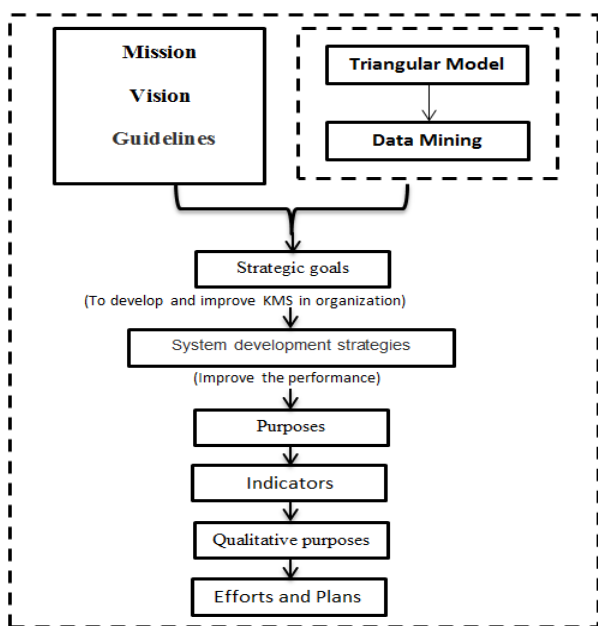 Mission
Vision
Guidelines
Triangular Model
Data Mining
Strategic goals
(To develop and improve KMS in organization)
System development strategies
(Improve the performance)
Purposes
Indicators
Qualitative purposes
Efforts and Plans